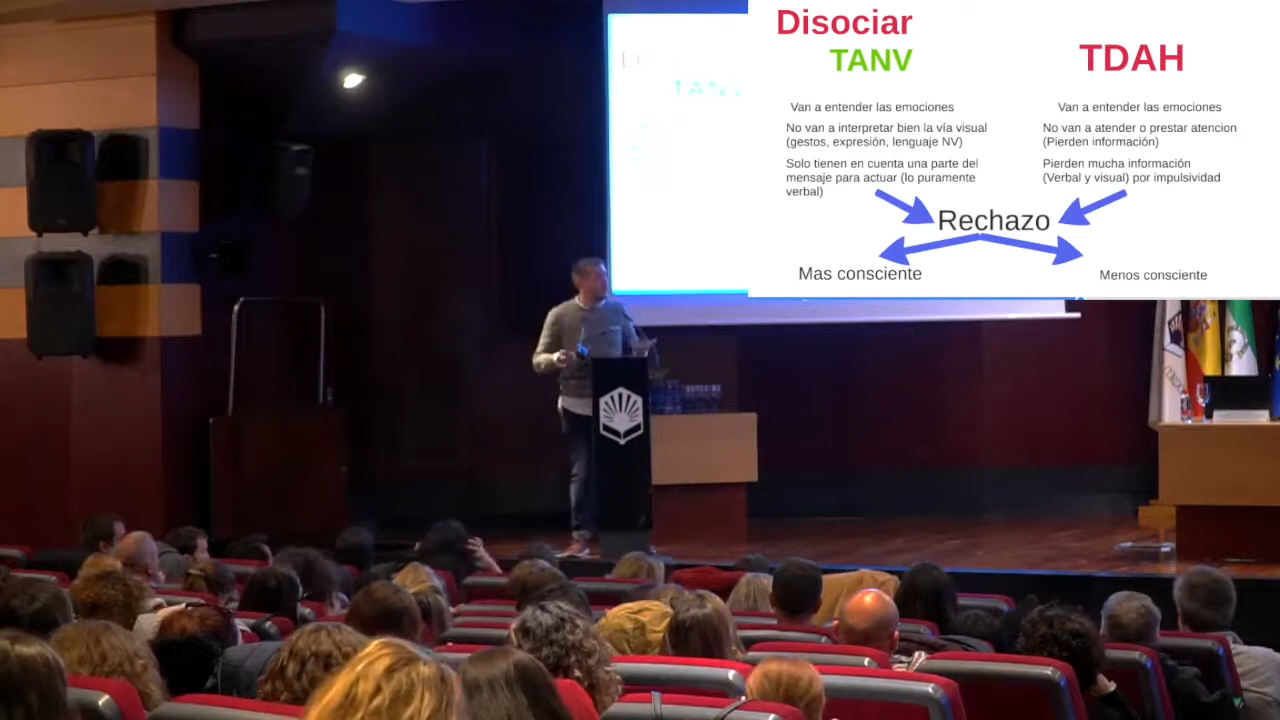 Disociar
TANV
TDAH
Van a entender las emociones
No van a interpretar bien la vía visual
(gestos, expresión, lenguaje NV)
Solo tienen en cuenta una parte del
mensaje para actuar (lo puramente
verbal)
Van a entender las emociones
No van a atender o prestar atencion
(Pierden información)
Pierden mucha información
(Verbal y visual) por impulsividad
Rechazo
Mas consciente
Menos consciente
TANV